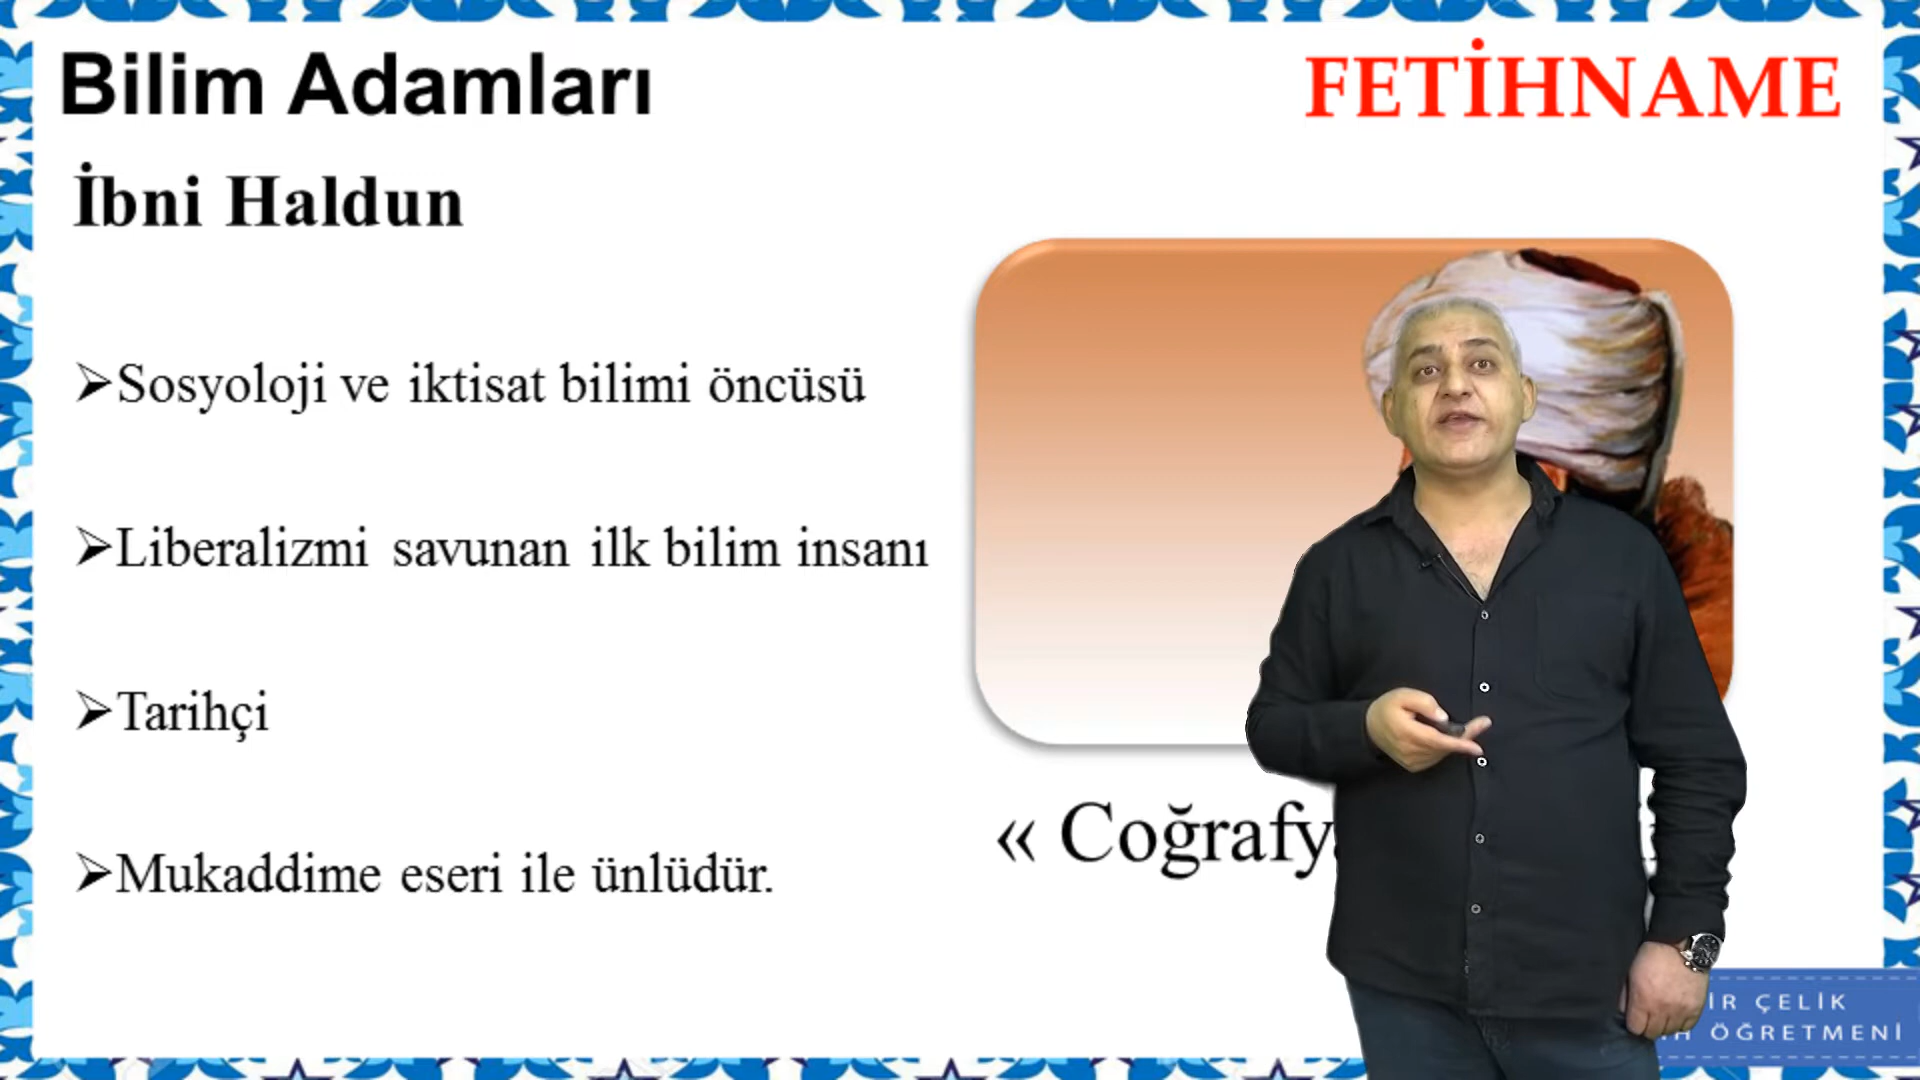 Bilim Adamları
FETİHNAME
İbni Haldun
➢Sosyoloji ve iktisat bilimi öncüsü
➢Liberalizmi savunan ilk bilim insanı
➢Tarihçi
➢Mukaddime eseri ile ünlüdür.
«
ÇELİK
ÖĞRETMENİ